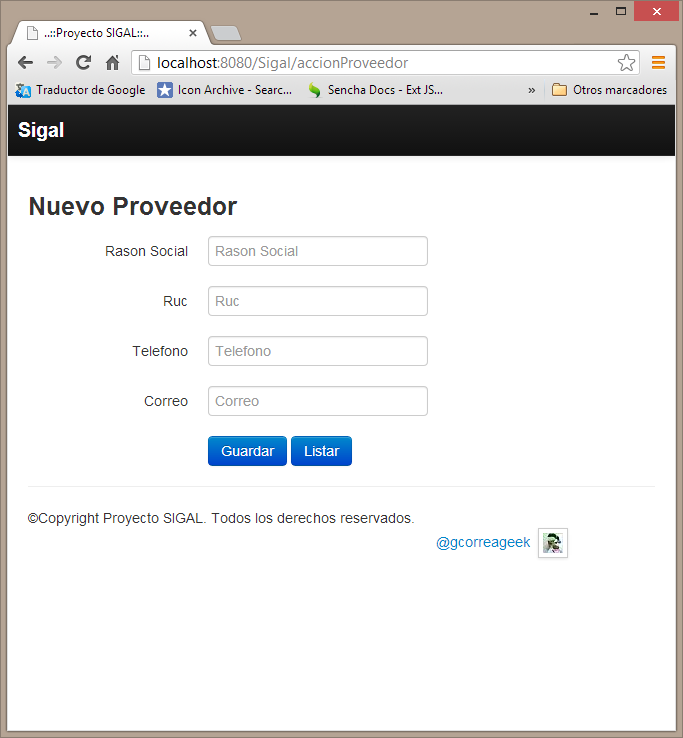 ..::Proyecto SIGAL::..
localhost:8080/Sigal/accionProveedor
Traductor de Google Icon Archive - Searc... Sencha Docs - Ext JS... » Otros marcadores
Sigal
Nuevo Proveedor
Rason Social Rason Social
Ruc Ruc
Telefono Telefono
Correo Correo
Guardar Listar
©Copyright Proyecto SIGAL. Todos los derechos reservados.
@gcorreageek